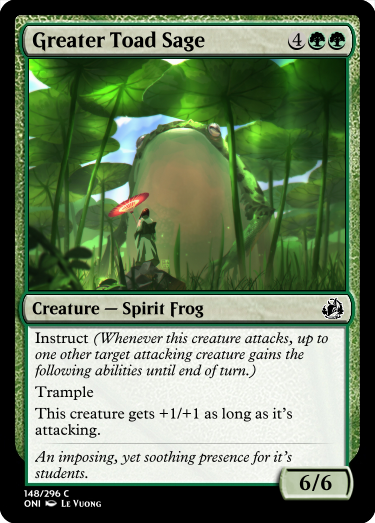 Greater Toad Sage 4
Creature — Spirit Frog
Instruct (Whenever this creature attacks, up to
one other target attacking creature gains the
following abilities until end of turn.)
Trample
This creature gets +1/+1 as long as it's
attacking.
An imposing, yet soothing presence for it's
students.
6/6
148/296 C
ONI Le Vuong